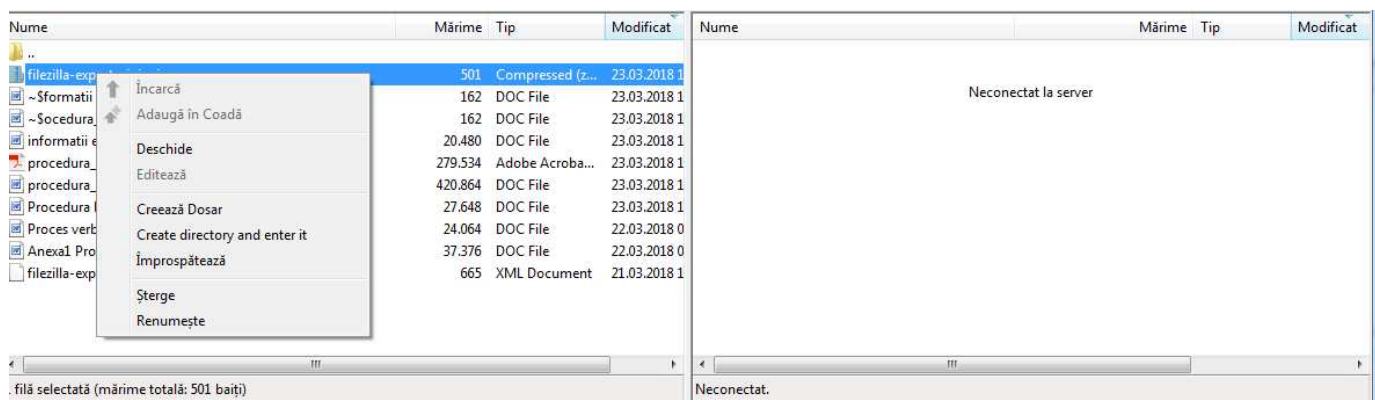 Nume Mărime Tip Modificat
..
filezilla-exp 501 Compressed (z... 23.03.2018 1
~$formatii 162 DOC File 23.03.2018 1
~$ocedura_ 162 DOC File 23.03.2018 1
informatii e 20.480 DOC File 23.03.2018 1
procedura_ 279.534 Adobe Acroba... 23.03.2018 1
procedura_ 420.864 DOC File 23.03.2018 1
Procedura 27.648 DOC File 23.03.2018 1
Proces verb 24.064 DOC File 22.03.2018 0
Anexa1 Pro 37.376 DOC File 22.03.2018 0
filezilla-exp 665 XML Document 21.03.2018 1
Încarcă
Adaugă în Coadă
Deschide
Editează
Creează Dosar
Create directory and enter it
Împrospătează
Șterge
Renumește
filă selectată (mărime totală: 501 baiți)
Nume Mărime Tip Modificat
Neconectat la server
Neconectat.